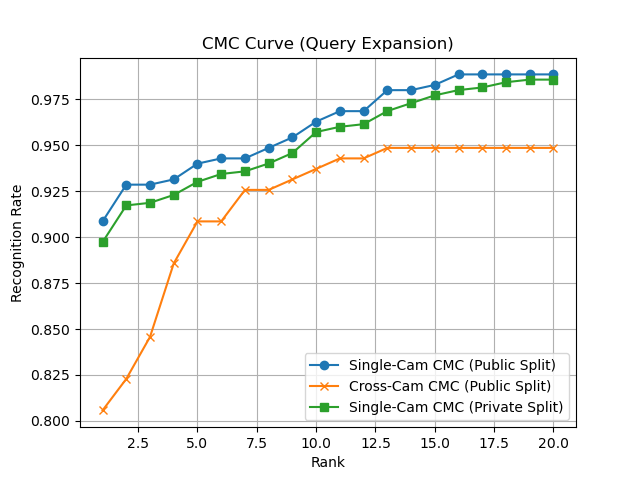 CMC Curve (Query Expansion)
Recognition Rate
0.975
0.950
0.925
0.900
0.875
0.850
0.825
0.800
Single-Cam CMC (Public Split)
Cross-Cam CMC (Public Split)
Single-Cam CMC (Private Split)
2.5 5.0 7.5 10.0 12.5 15.0 17.5 20.0
Rank